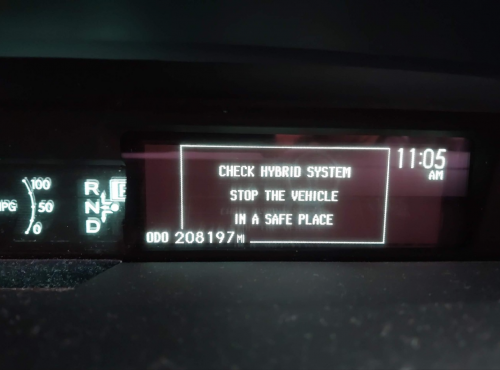 CHECK HYBRID SYSTEM
STOP THE VEHICLE
IN A SAFE PLACE
11:05
AM
ODO 208197 MI
MPG
100
50
0
R
N
D